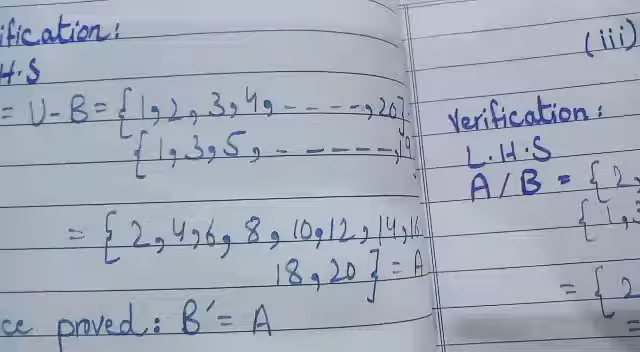 ification:
H.S
= U-B = {1,2,3,4,-----,20}
{1,3,5,------,19
= {2,4,6,8,10,12,14,16
18,20} = A
ce proved: B' = A
(iii)
Verification:
L.H.S
A/B = {2,
{1,3
= {2
=